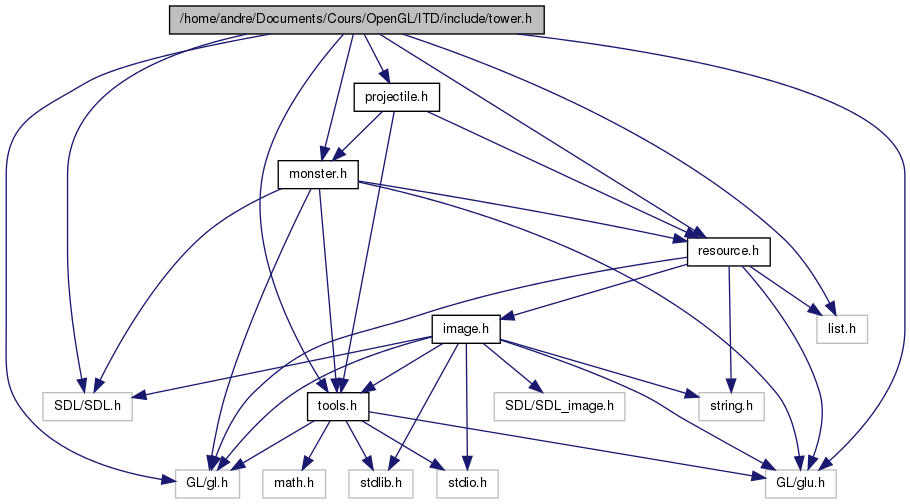 /home/andre/Documents/Cours/OpenGL/ITD/include/tower.h
projectile.h
monster.h
resource.h
image.h
list.h
SDL/SDL.h
tools.h
SDL/SDL_image.h
string.h
GL/gl.h
math.h
stdlib.h
stdio.h
GL/glu.h